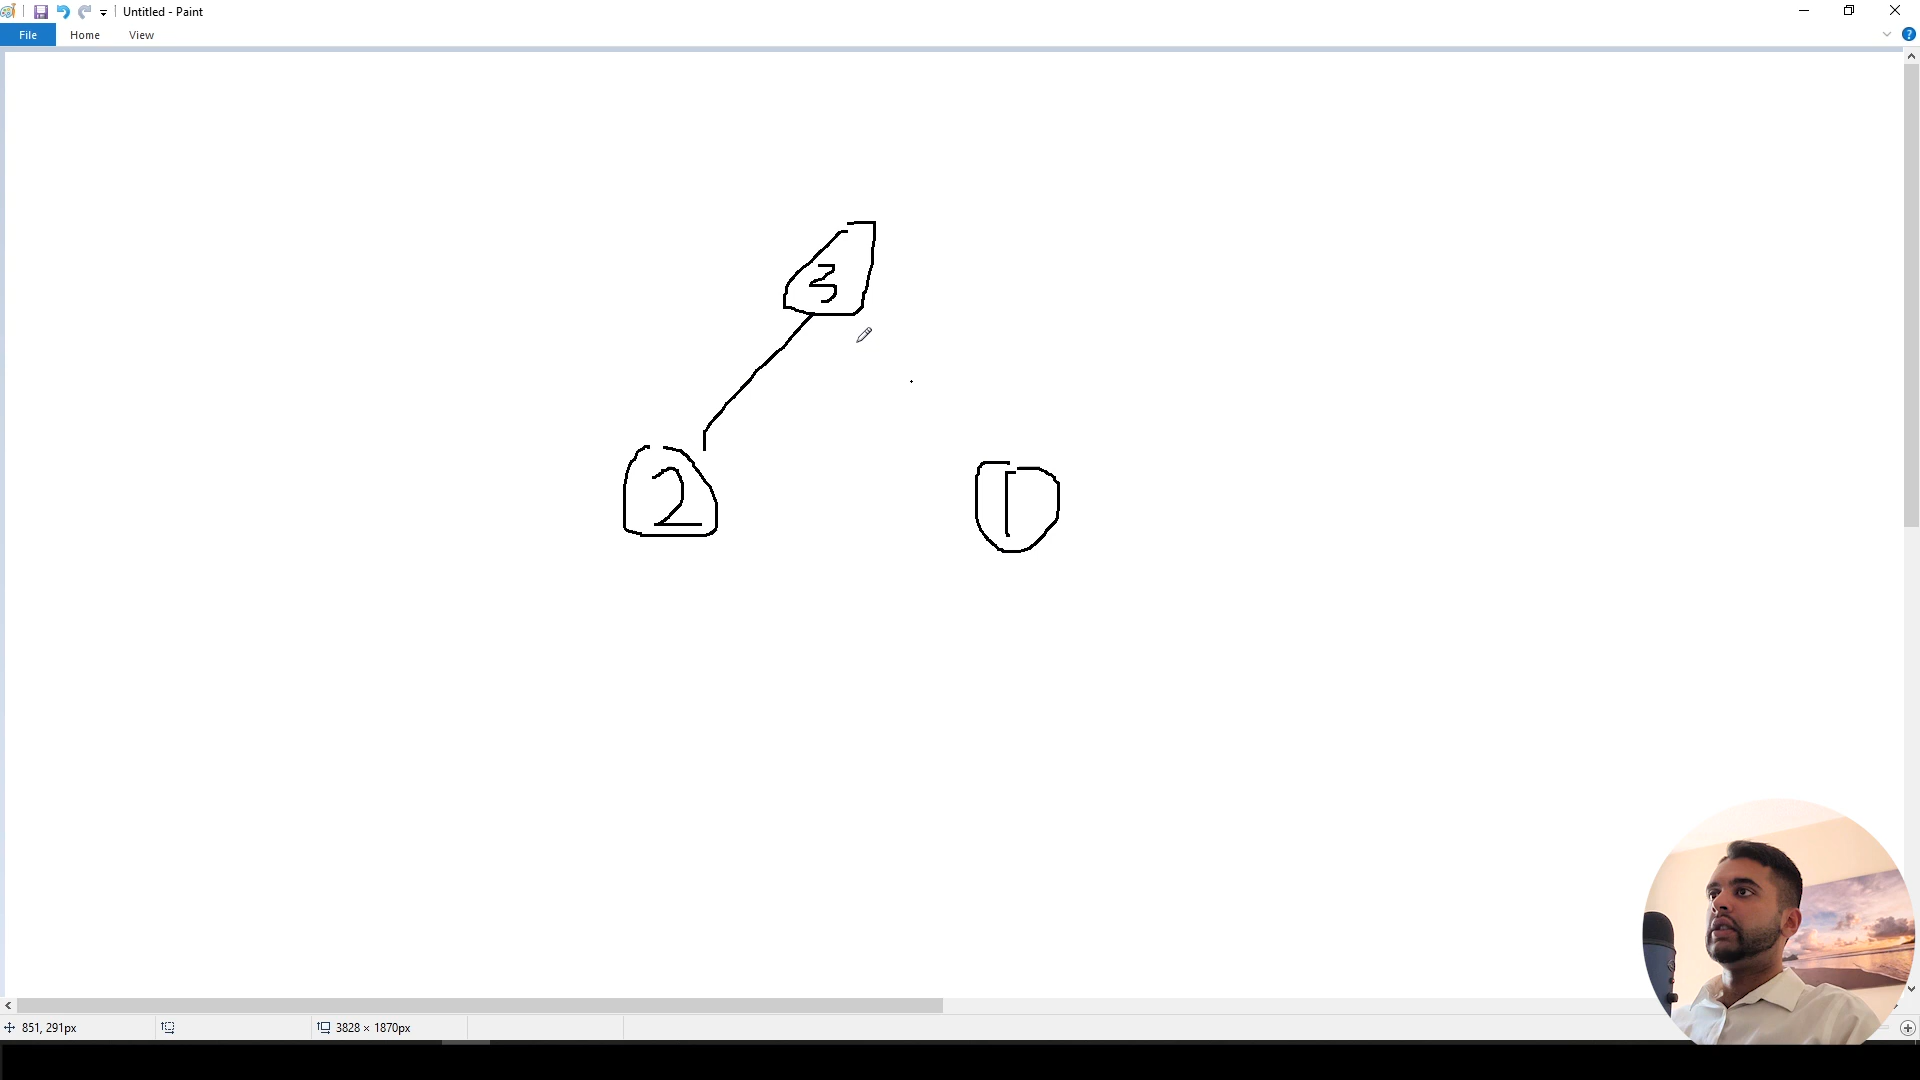 Untitled - Paint
File Home View
?
3
2
1
851, 291px
3828 × 1870px